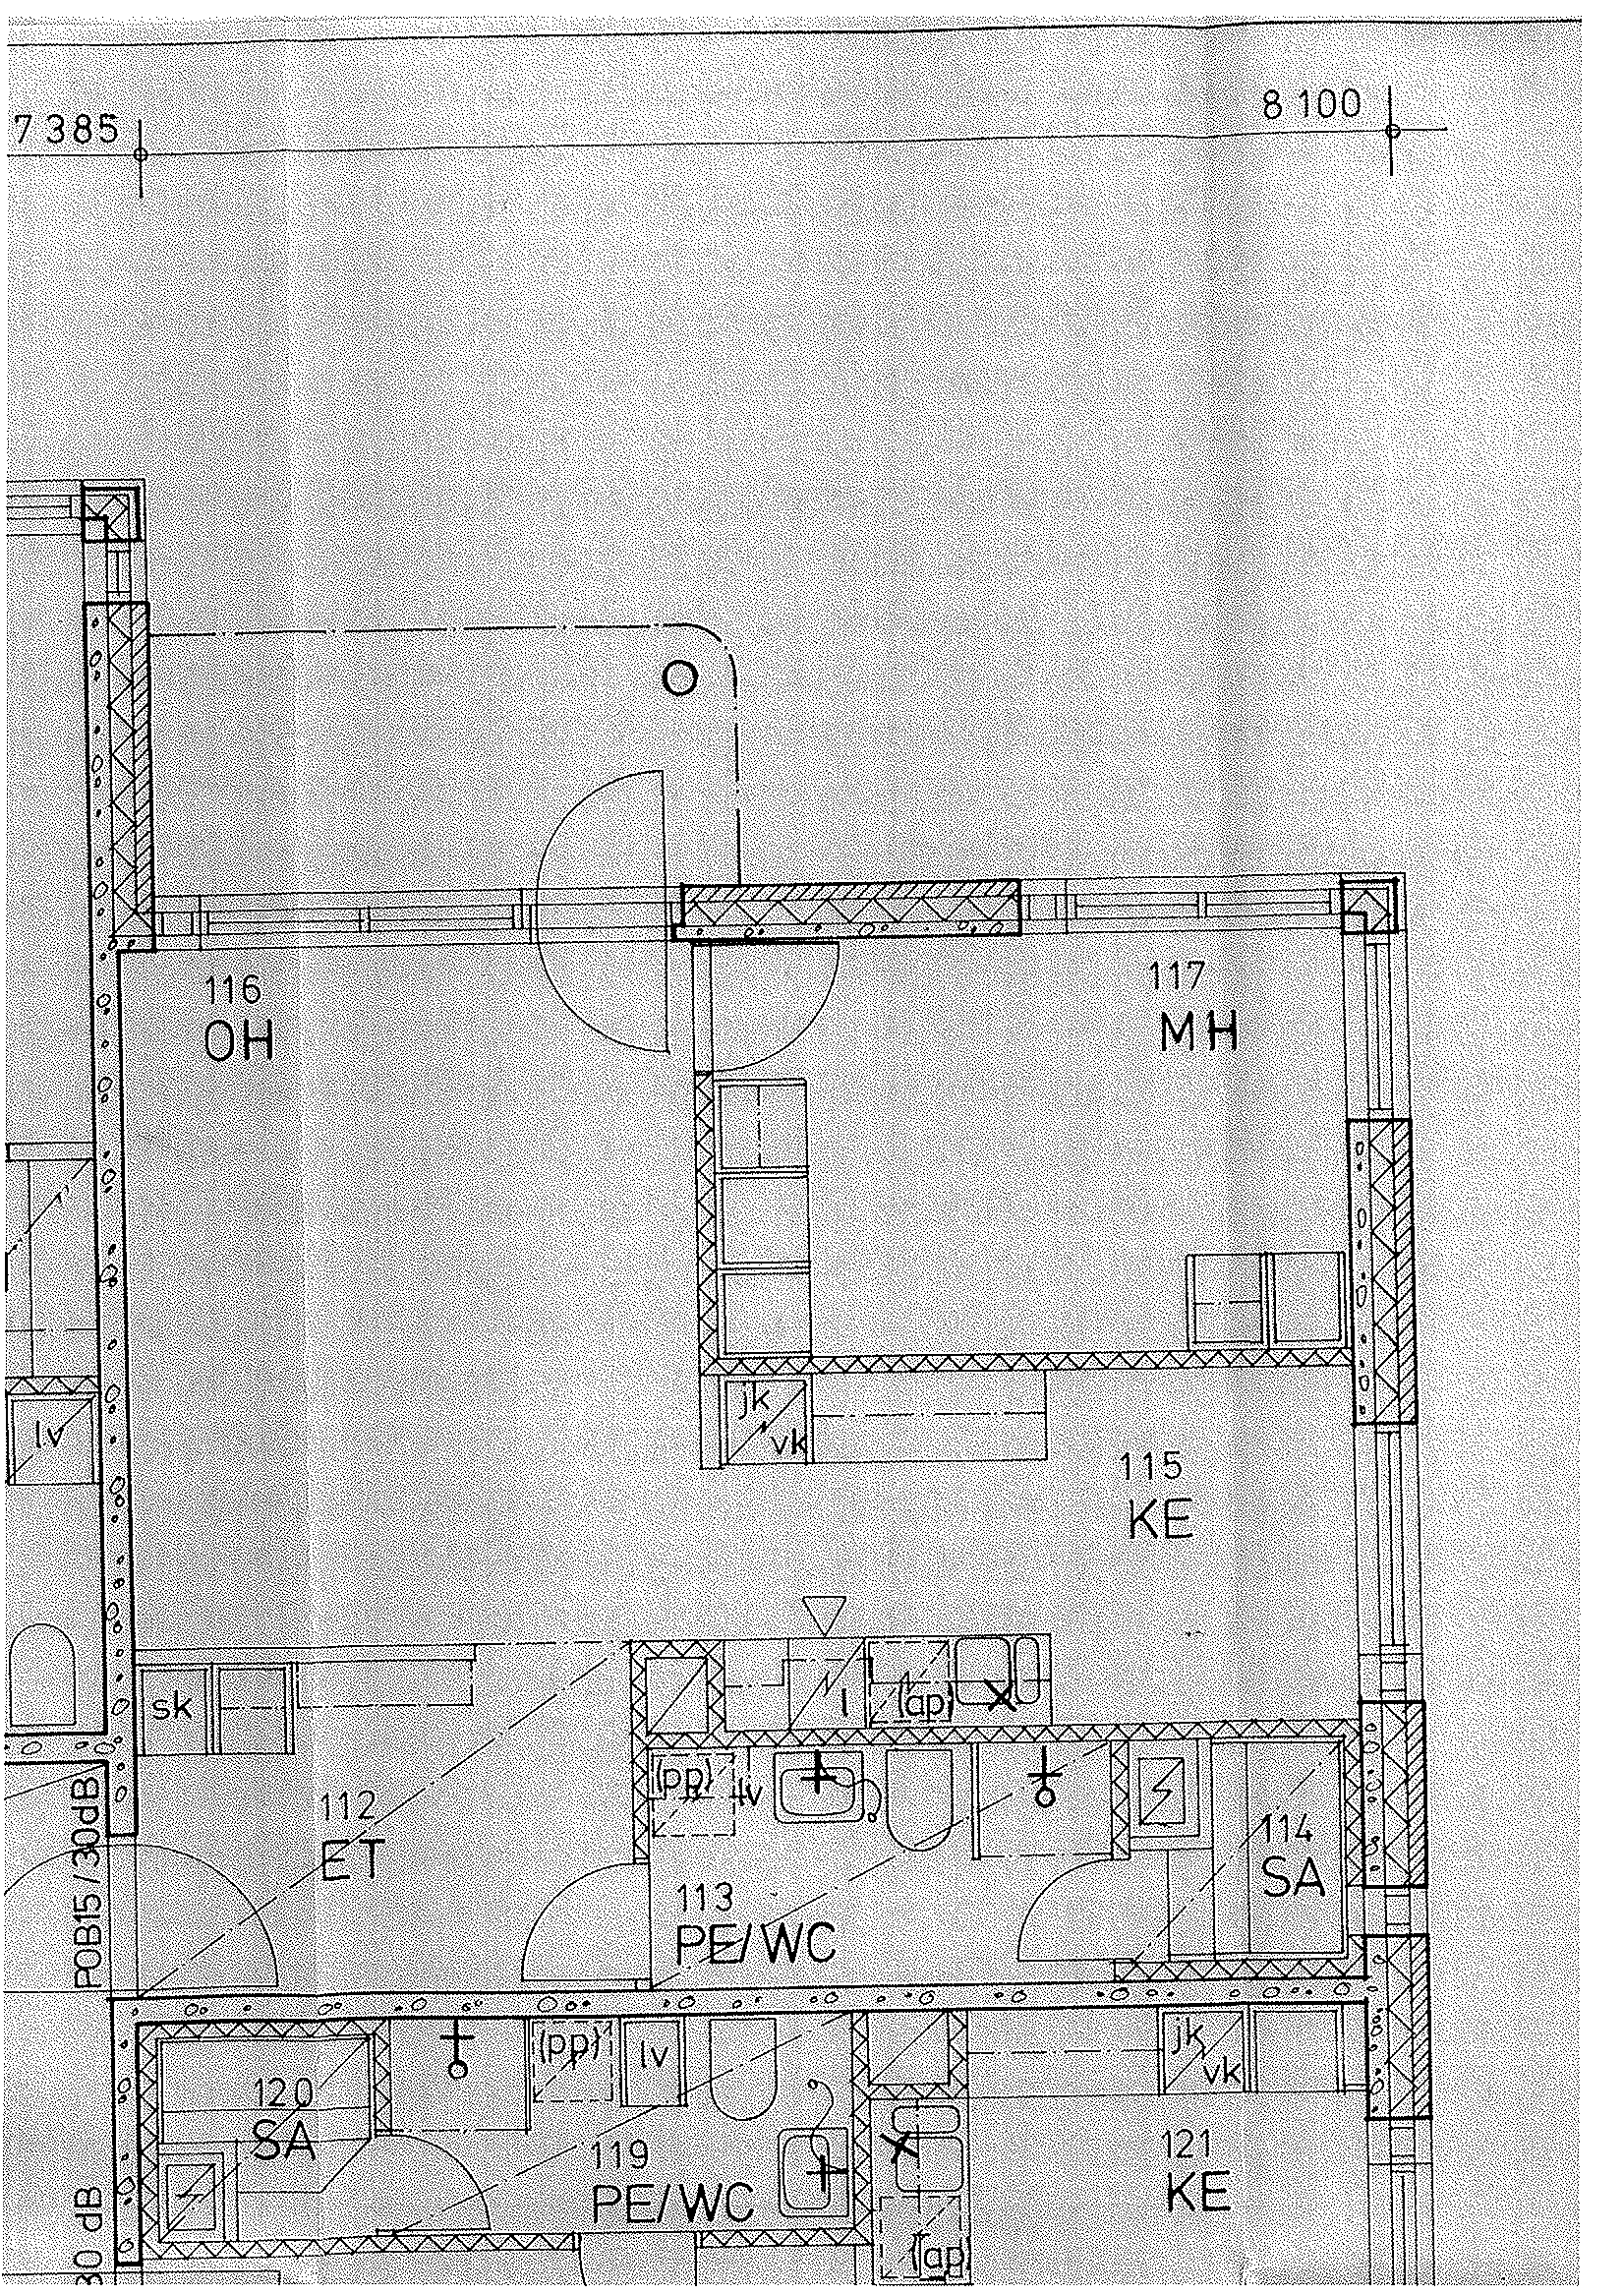 7 385
8 100
116
OH
117
MH
jk
vk
lv
115
KE
sk
l
(ap)
(pp)
lv
112
ET
114
SA
113
PE/WC
POB15 / 30dB
(pp)
lv
jk
vk
120
SA
119
PE/WC
121
KE
30 dB
(ap)